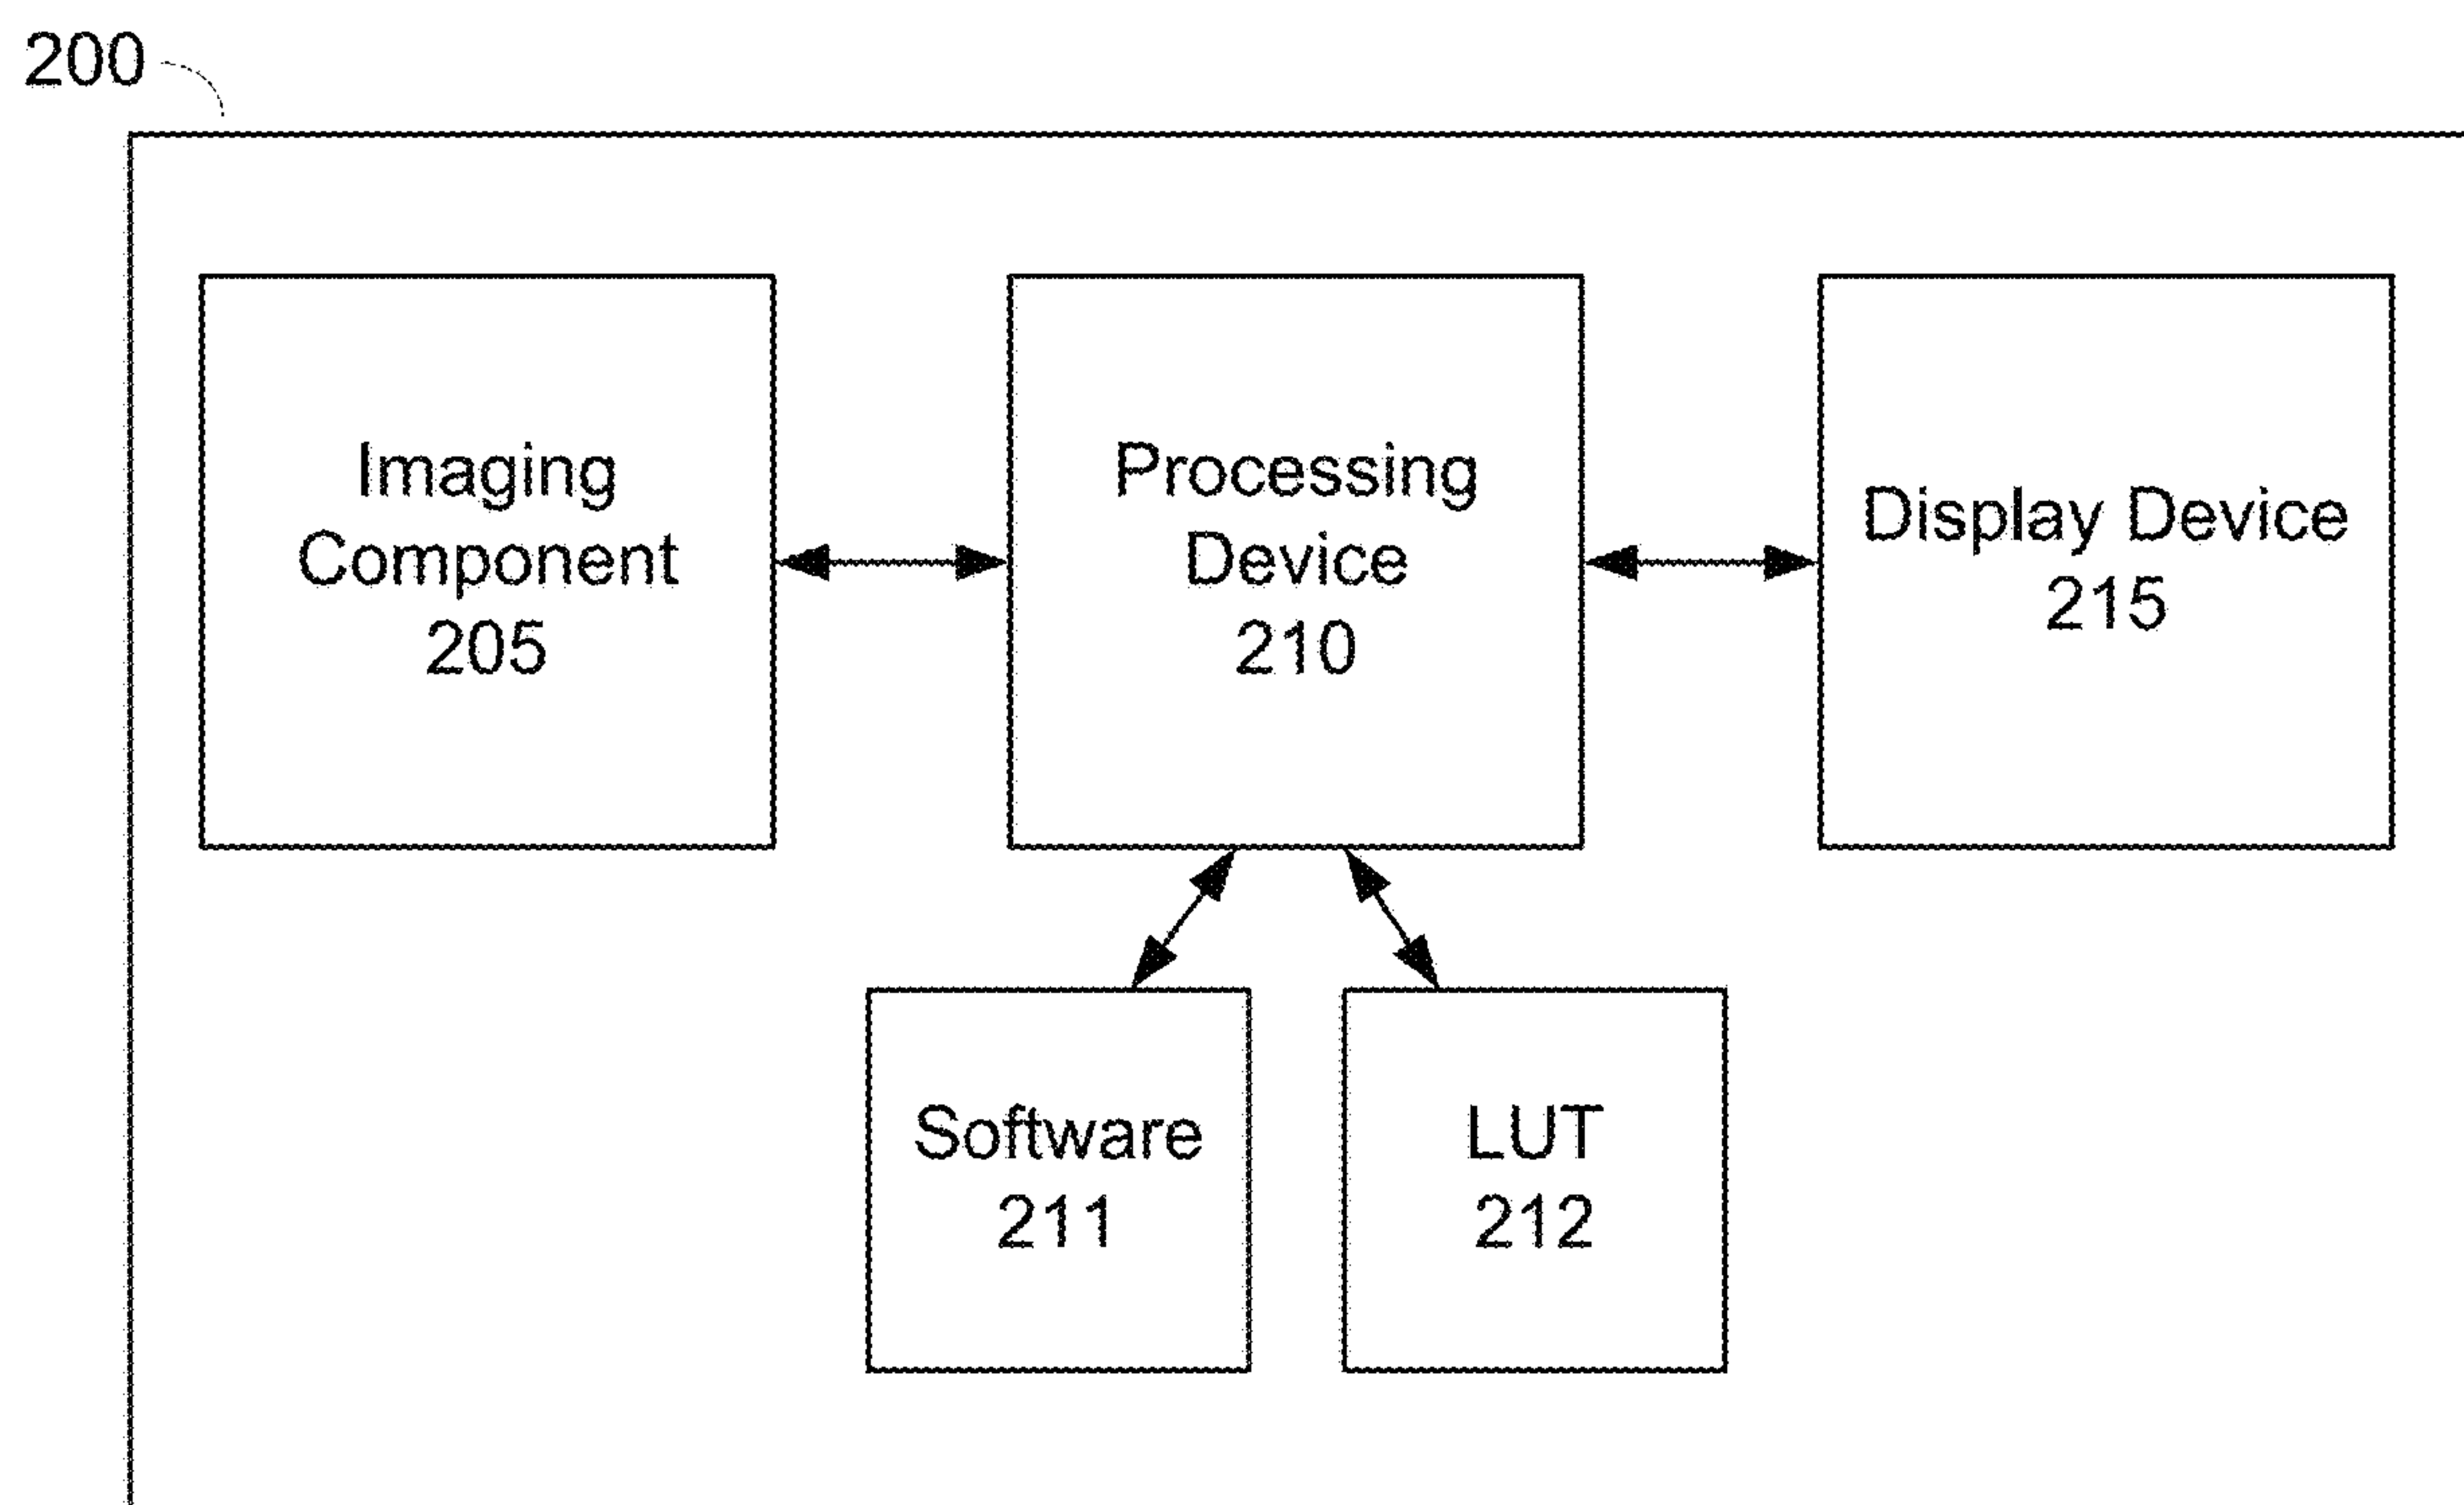 200
Imaging
Component
205
Processing
Device
210
Display Device
215
Software
211
LUT
212